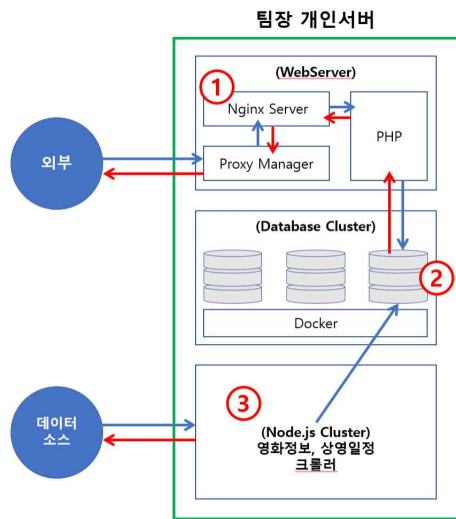 팀장 개인서버
(WebServer)
1
Nginx Server
PHP
외부
Proxy Manager
(Database Cluster)
2
Docker
3
데이터
소스
(Node.js Cluster)
영화정보, 상영일정
크롤러